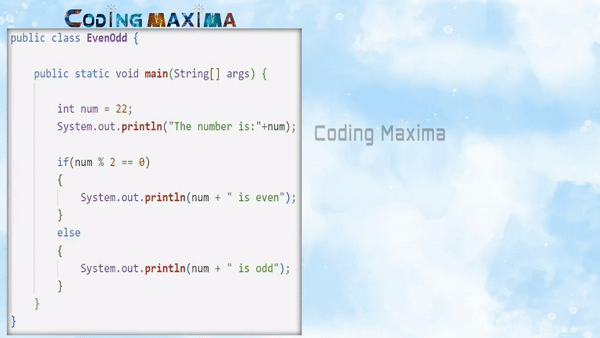 CODING MAXIMA
public class EvenOdd {
public static void main(String[] args) {
int num = 22;
System.out.println("The number is:"+num);
if(num % 2 == 0)
{
System.out.println(num + " is even");
}
else
{
System.out.println(num + " is odd");
}
}
}
Coding Maxima